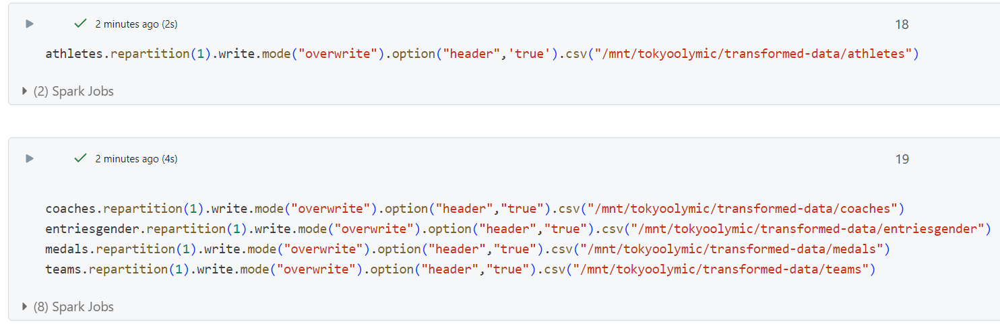 2 minutes ago (2s)
18
athletes.repartition(1).write.mode("overwrite").option("header",'true').csv("/mnt/tokyoolymic/transformed-data/athletes")
(2) Spark Jobs
2 minutes ago (4s)
19
coaches.repartition(1).write.mode("overwrite").option("header","true").csv("/mnt/tokyoolymic/transformed-data/coaches")
entriesgender.repartition(1).write.mode("overwrite").option("header","true").csv("/mnt/tokyoolymic/transformed-data/entriesgender")
medals.repartition(1).write.mode("overwrite").option("header","true").csv("/mnt/tokyoolymic/transformed-data/medals")
teams.repartition(1).write.mode("overwrite").option("header","true").csv("/mnt/tokyoolymic/transformed-data/teams")
(8) Spark Jobs